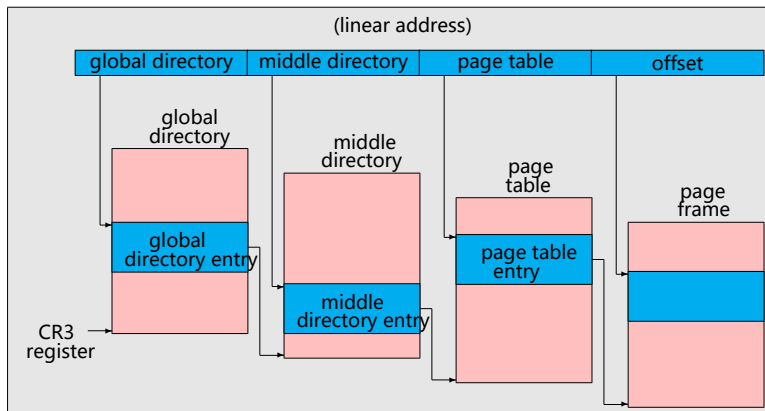 (linear address)
global directory
middle directory
page table
offset
global
directory
middle
directory
page
table
page
frame
global
directory entry
page table
entry
middle
directory entry
CR3
register